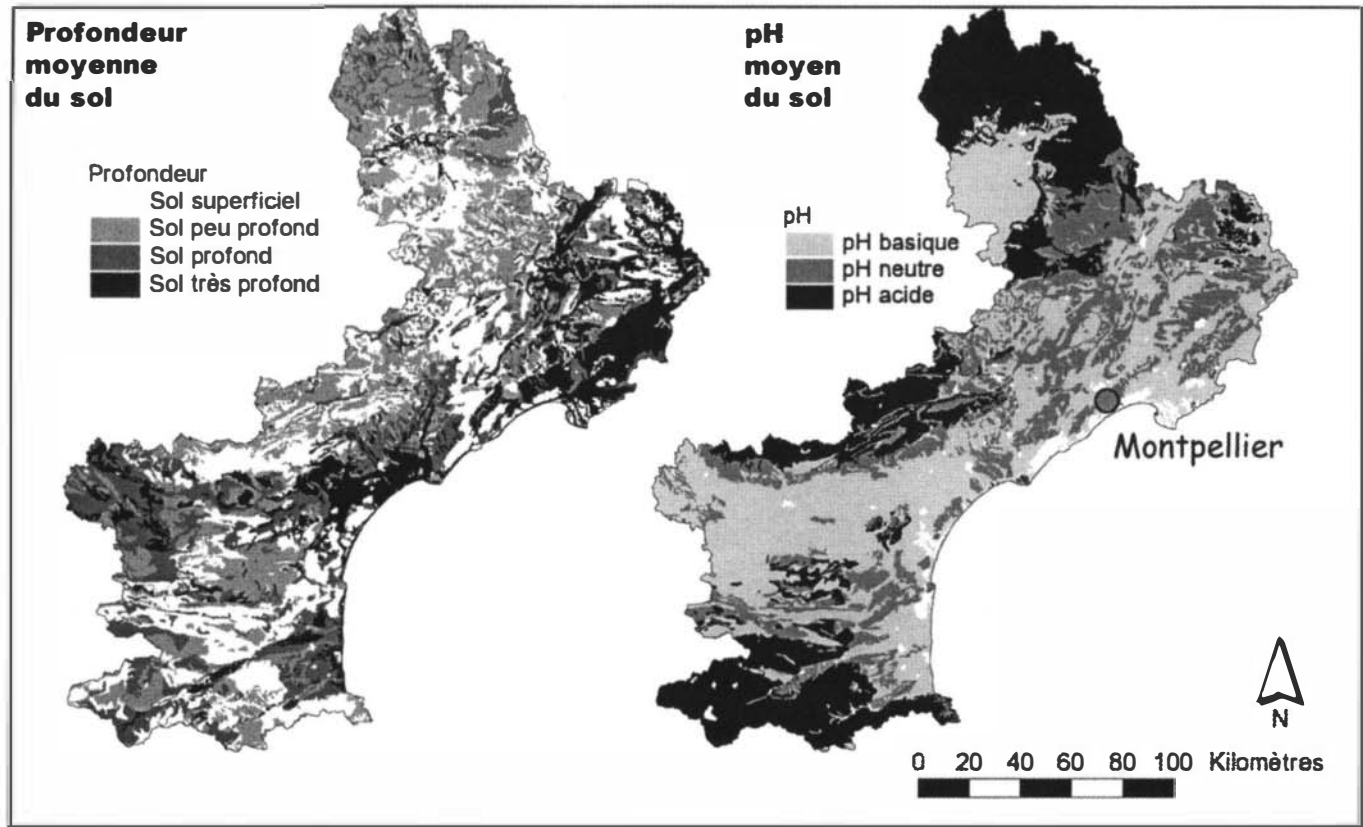 Profondeur
moyenne
du sol
Profondeur
Sol superficiel
Sol peu profond
Sol profond
Sol très profond
pH
moyen
du sol
pH
pH basique
pH neutre
pH acide
Montpellier
N
0 20 40 60 80 100 Kilomètres